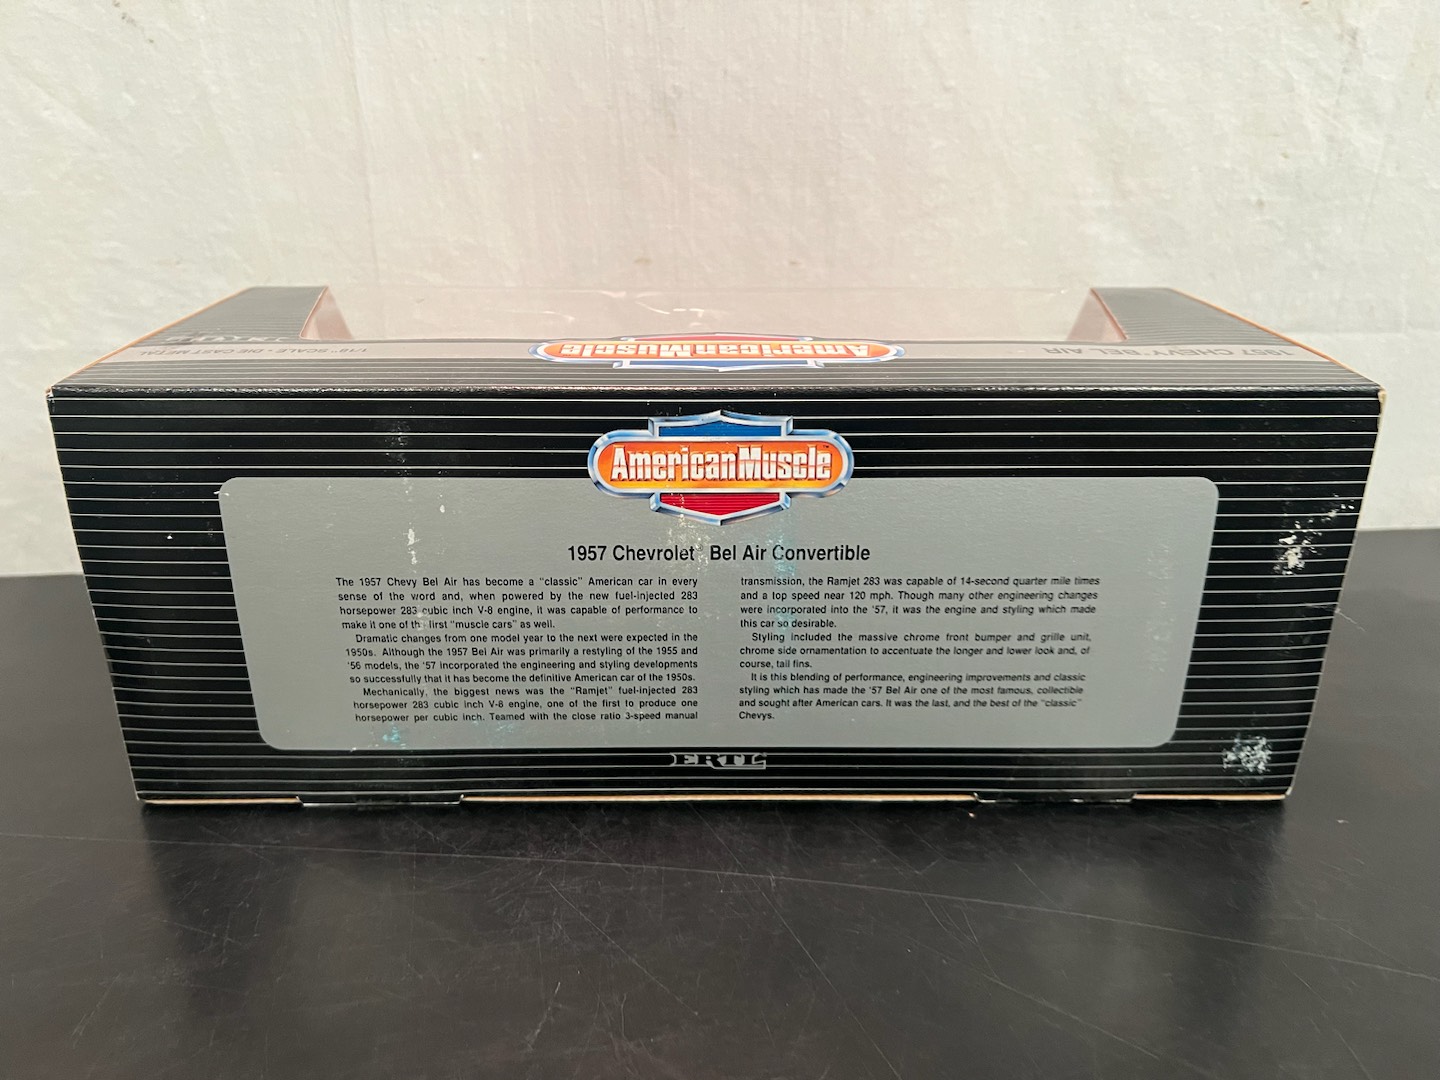 1/18" SCALE • DIE CAST METAL
AmericanMuscle
1957 CHEVY BEL AIR
AmericanMuscle
1957 Chevrolet Bel Air Convertible
The 1957 Chevy Bel Air has become a "classic" American car in every
sense of the word and, when powered by the new fuel-injected 283
horsepower 283 cubic inch V-8 engine, it was capable of performance to
make it one of the first "muscle cars" as well.
Dramatic changes from one model year to the next were expected in the
1950s. Although the 1957 Bel Air was primarily a restyling of the 1955 and
'56 models, the '57 incorporated the engineering and styling developments
so successfully that it has become the definitive American car of the 1950s.
Mechanically, the biggest news was the "Ramjet" fuel-injected 283
horsepower 283 cubic inch V-8 engine, one of the first to produce one
horsepower per cubic inch. Teamed with the close ratio 3-speed manual
transmission, the Ramjet 283 was capable of 14-second quarter mile times
and a top speed near 120 mph. Though many other engineering changes
were incorporated into the '57, it was the engine and styling which made
this car so desirable.
Styling included the massive chrome front bumper and grille unit,
chrome side ornamentation to accentuate the longer and lower look and, of
course, tail fins.
It is this blending of performance, engineering improvements and classic
styling which has made the '57 Bel Air one of the most famous, collectible
and sought after American cars. It was the last, and the best of the "classic"
Chevys.
ERTL